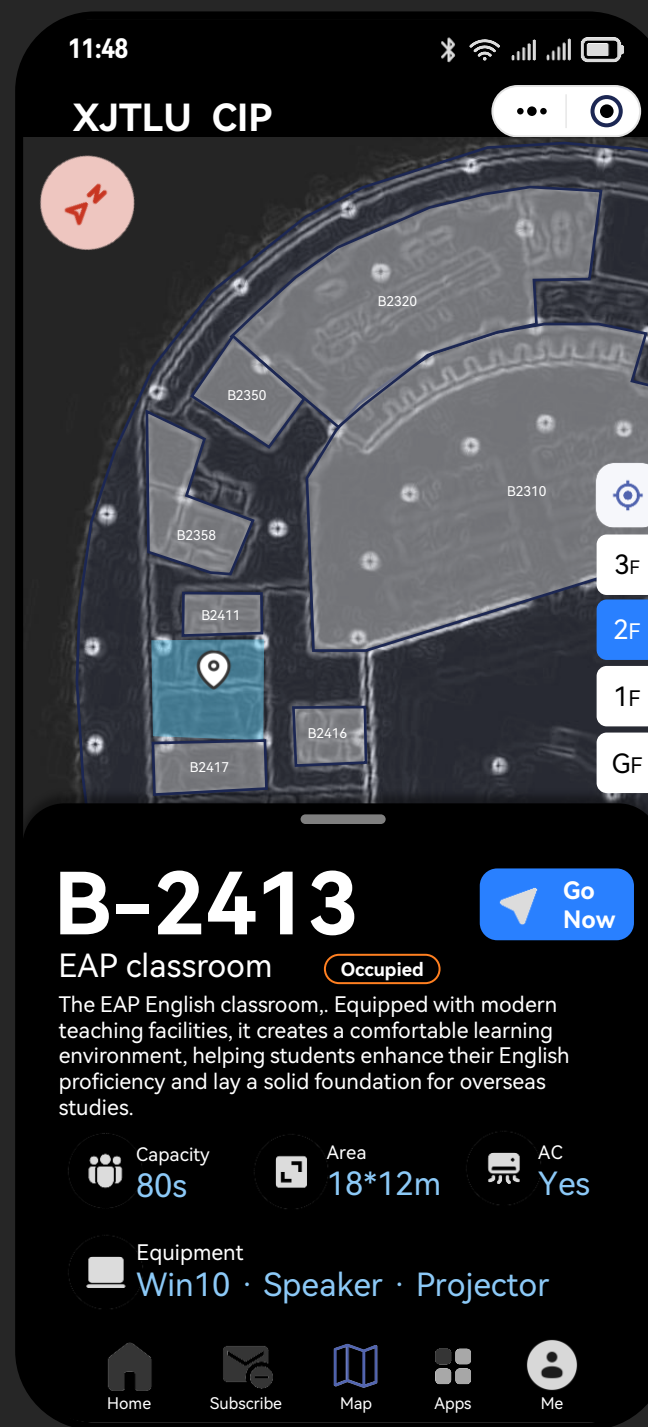 11:48
XJTLU CIP
B2320
B2350
B2310
B2358
3F
B2411
2F
1F
B2416
GF
B2417
B-2413
Go
Now
EAP classroom
Occupied
The EAP English classroom,. Equipped with modern
teaching facilities, it creates a comfortable learning
environment, helping students enhance their English
proficiency and lay a solid foundation for overseas
studies.
Capacity
80s
Area
18*12m
AC
Yes
Equipment
Win10 · Speaker · Projector
Home
Subscribe
Map
Apps
Me